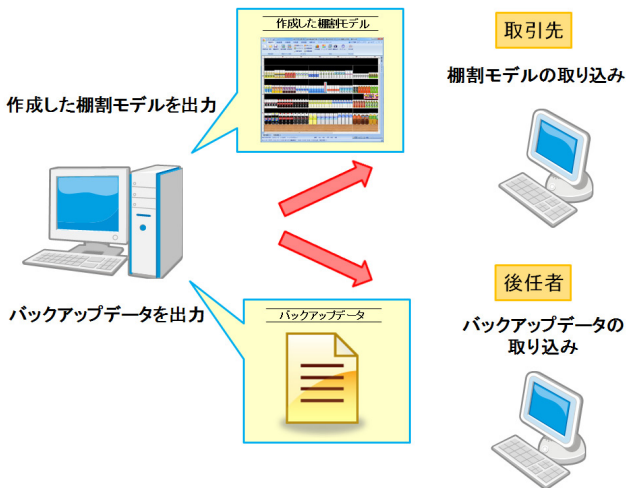 作成した棚割モデル
取引先
棚割モデルの取り込み
作成した棚割モデルを出力
バックアップデータを出力
バックアップデータ
後任者
バックアップデータの
取り込み